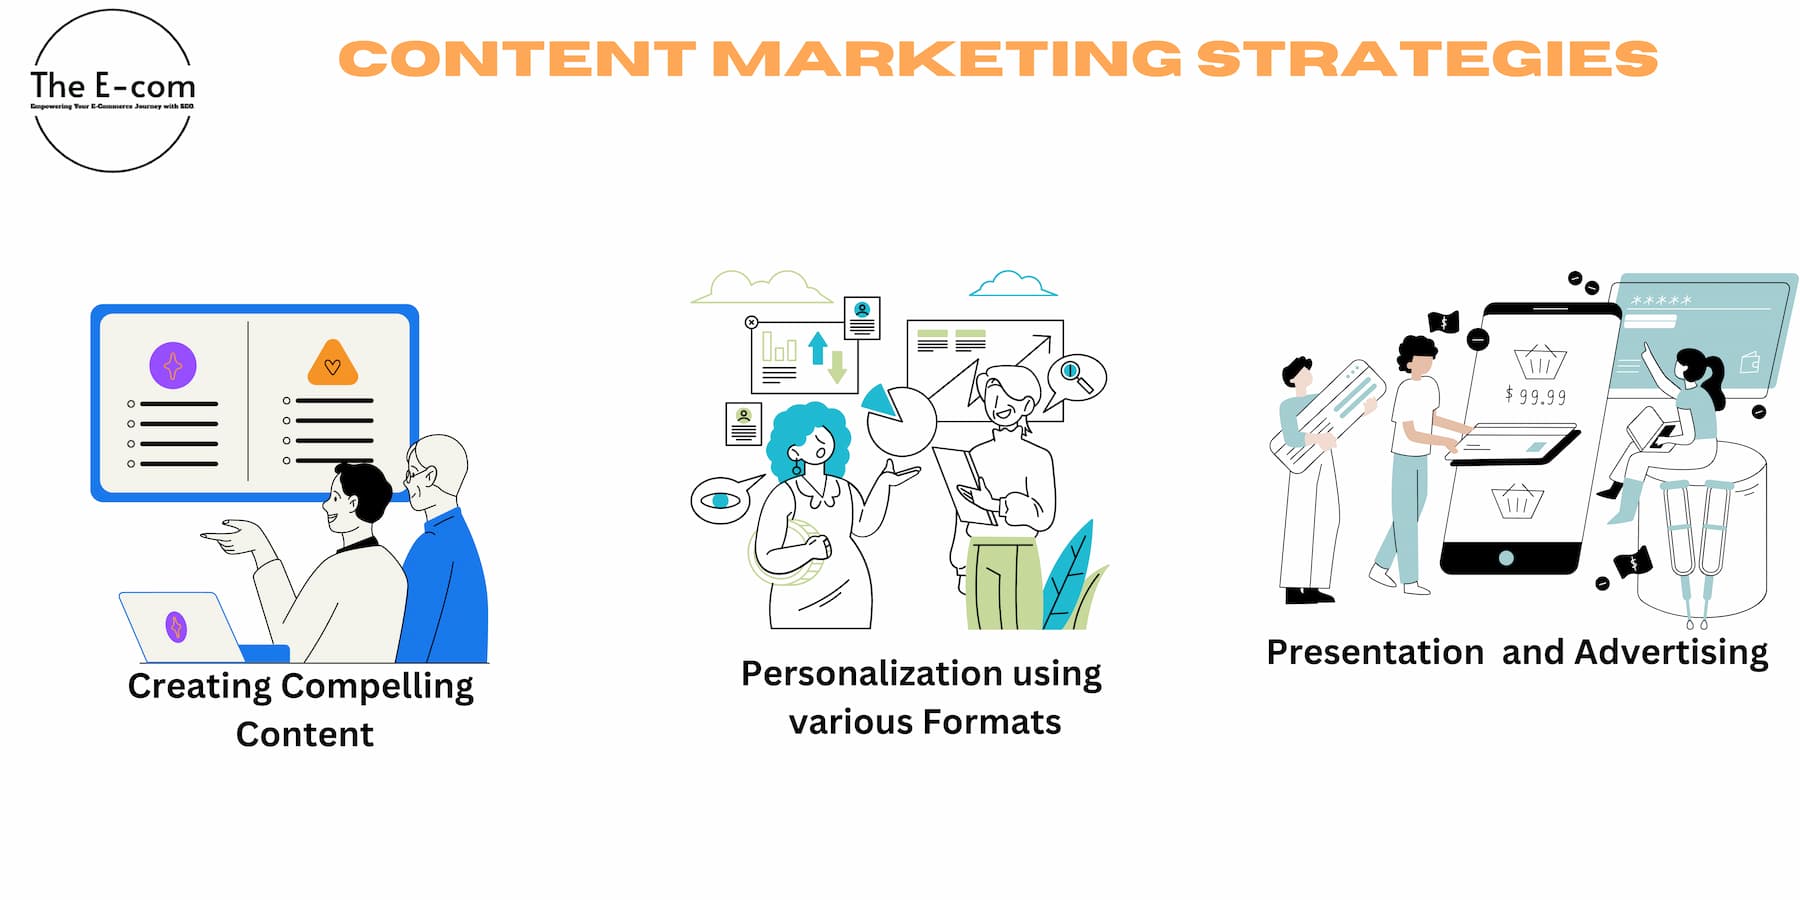 The E-com
Empowering Your E-Commerce Journey with SEO
CONTENT MARKETING STRATEGIES
*****
$
$ 99.99
$
Creating Compelling
Content
Personalization using
various Formats
Presentation and Advertising